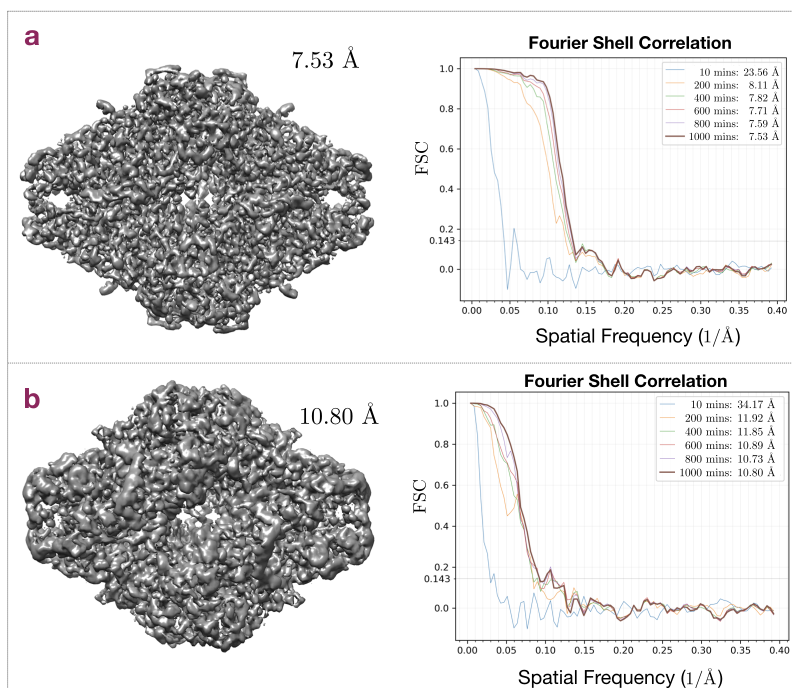 a
7.53 Å
Fourier Shell Correlation
10 mins: 23.56 Å
200 mins: 8.11 Å
400 mins: 7.82 Å
600 mins: 7.71 Å
800 mins: 7.59 Å
1000 mins: 7.53 Å
FSC
1.0
0.8
0.6
0.4
0.2
0.143
0.0
0.00 0.05 0.10 0.15 0.20 0.25 0.30 0.35 0.40
Spatial Frequency (1/Å)
b
10.80 Å
Fourier Shell Correlation
10 mins: 34.17 Å
200 mins: 11.92 Å
400 mins: 11.85 Å
600 mins: 10.89 Å
800 mins: 10.73 Å
1000 mins: 10.80 Å
FSC
1.0
0.8
0.6
0.4
0.2
0.143
0.0
0.00 0.05 0.10 0.15 0.20 0.25 0.30 0.35 0.40
Spatial Frequency (1/Å)